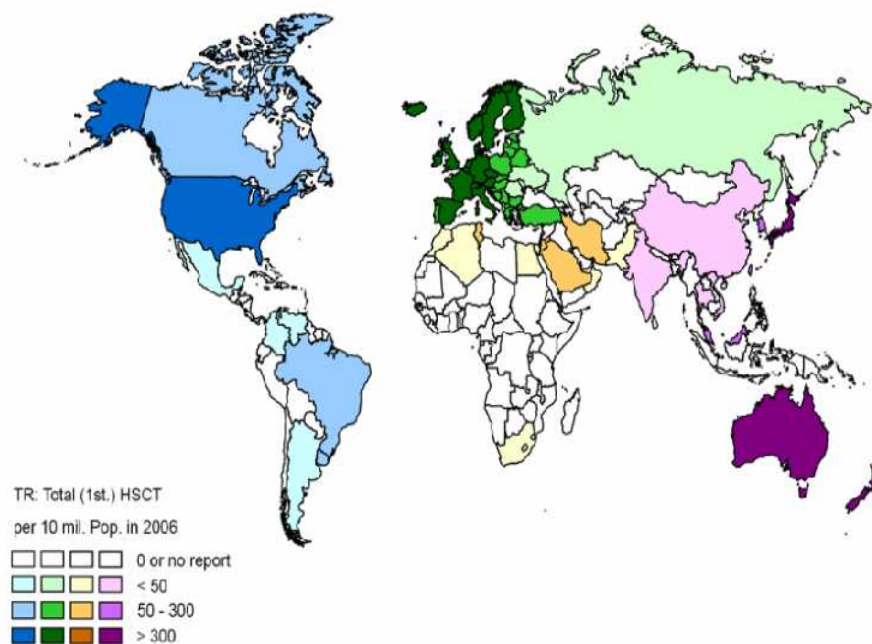 TR: Total (1st.) HSCT
per 10 mil. Pop. in 2006
0 or no report
< 50
50 - 300
> 300